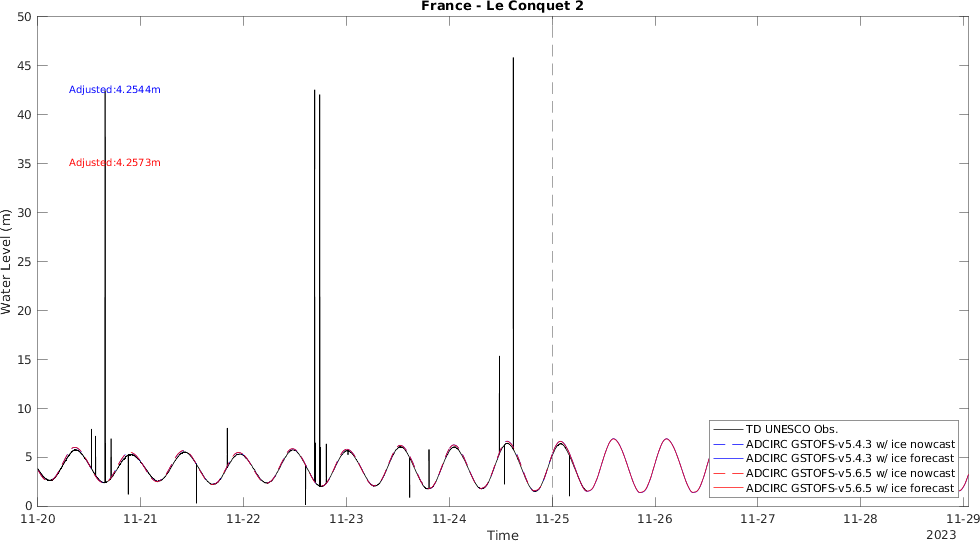 France - Le Conquet 2
50
45
40
35
30
25
20
15
10
5
0
Water Level (m)
Adjusted:4.2544m
Adjusted:4.2573m
TD UNESCO Obs.
ADCIRC GSTOFS-v5.4.3 w/ ice nowcast
ADCIRC GSTOFS-v5.4.3 w/ ice forecast
ADCIRC GSTOFS-v5.6.5 w/ ice nowcast
ADCIRC GSTOFS-v5.6.5 w/ ice forecast
11-20 11-21 11-22 11-23 11-24 11-25 11-26 11-27 11-28 11-29
Time
2023